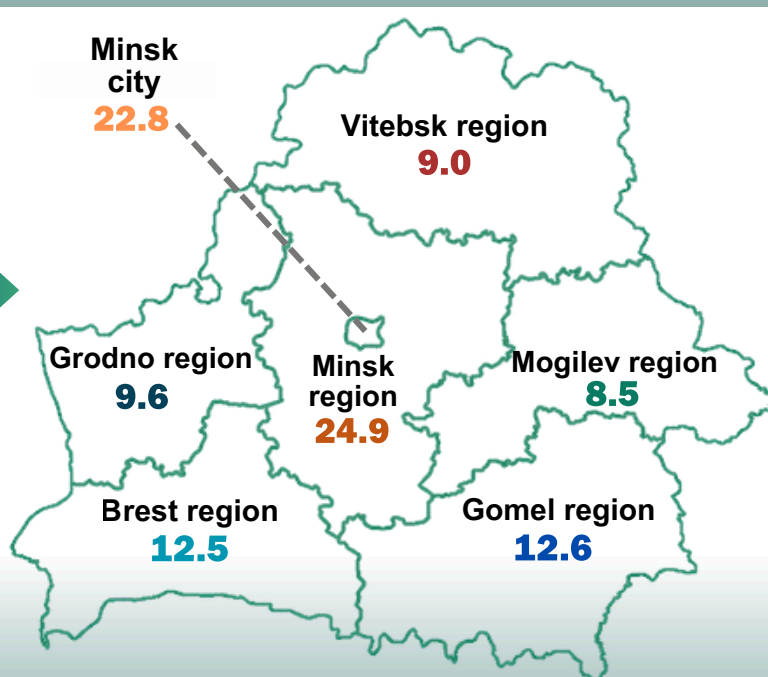 Minsk
city
22.8
Vitebsk region
9.0
Grodno region
9.6
Minsk
region
24.9
Mogilev region
8.5
Brest region
12.5
Gomel region
12.6